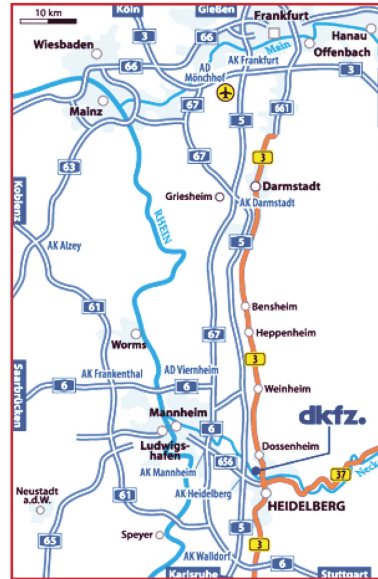 10 km
Köln
Gießen
Frankfurt
Hanau
Offenbach
Wiesbaden
3
66
Main
AK Frankfurt
66
AD
Mönchhof
3
Mainz
67
5
661
63
67
3
Griesheim
Darmstadt
AK Darmstadt
Koblenz
RHEIN
5
AK Alzey
61
Bensheim
67
Heppenheim
Worms
3
AK Frankenthal
AD Viernheim
Saarbrücken
6
6
Weinheim
Mannheim
6
dkfz.
Ludwigs-
hafen
656
Dossenheim
AK Mannheim
37
Neck
61
AK Heidelberg
HEIDELBERG
Neustadt
a.d.W.
5
65
Speyer
3
AK Walldorf
6
Karlsruhe
Stuttgart